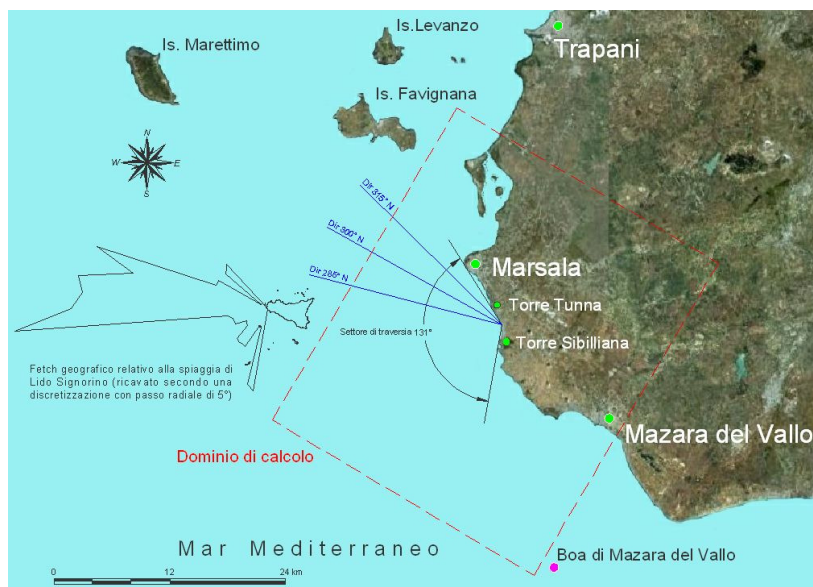 Is.Levanzo
Trapani
Is. Marettimo
Is. Favignana
N
W
E
S
Dir 315° N
Dir 300° N
Dir 285° N
Marsala
Torre Tunna
Settore di traversia 131°
Torre Sibilliana
Fetch geografico relativo alla spiaggia di
Lido Signorino (ricavato secondo una
discretizzazione con passo radiale di 5°)
Mazara del Vallo
Dominio di calcolo
Mar Mediterraneo
Boa di Mazara del Vallo
0
12
24 km